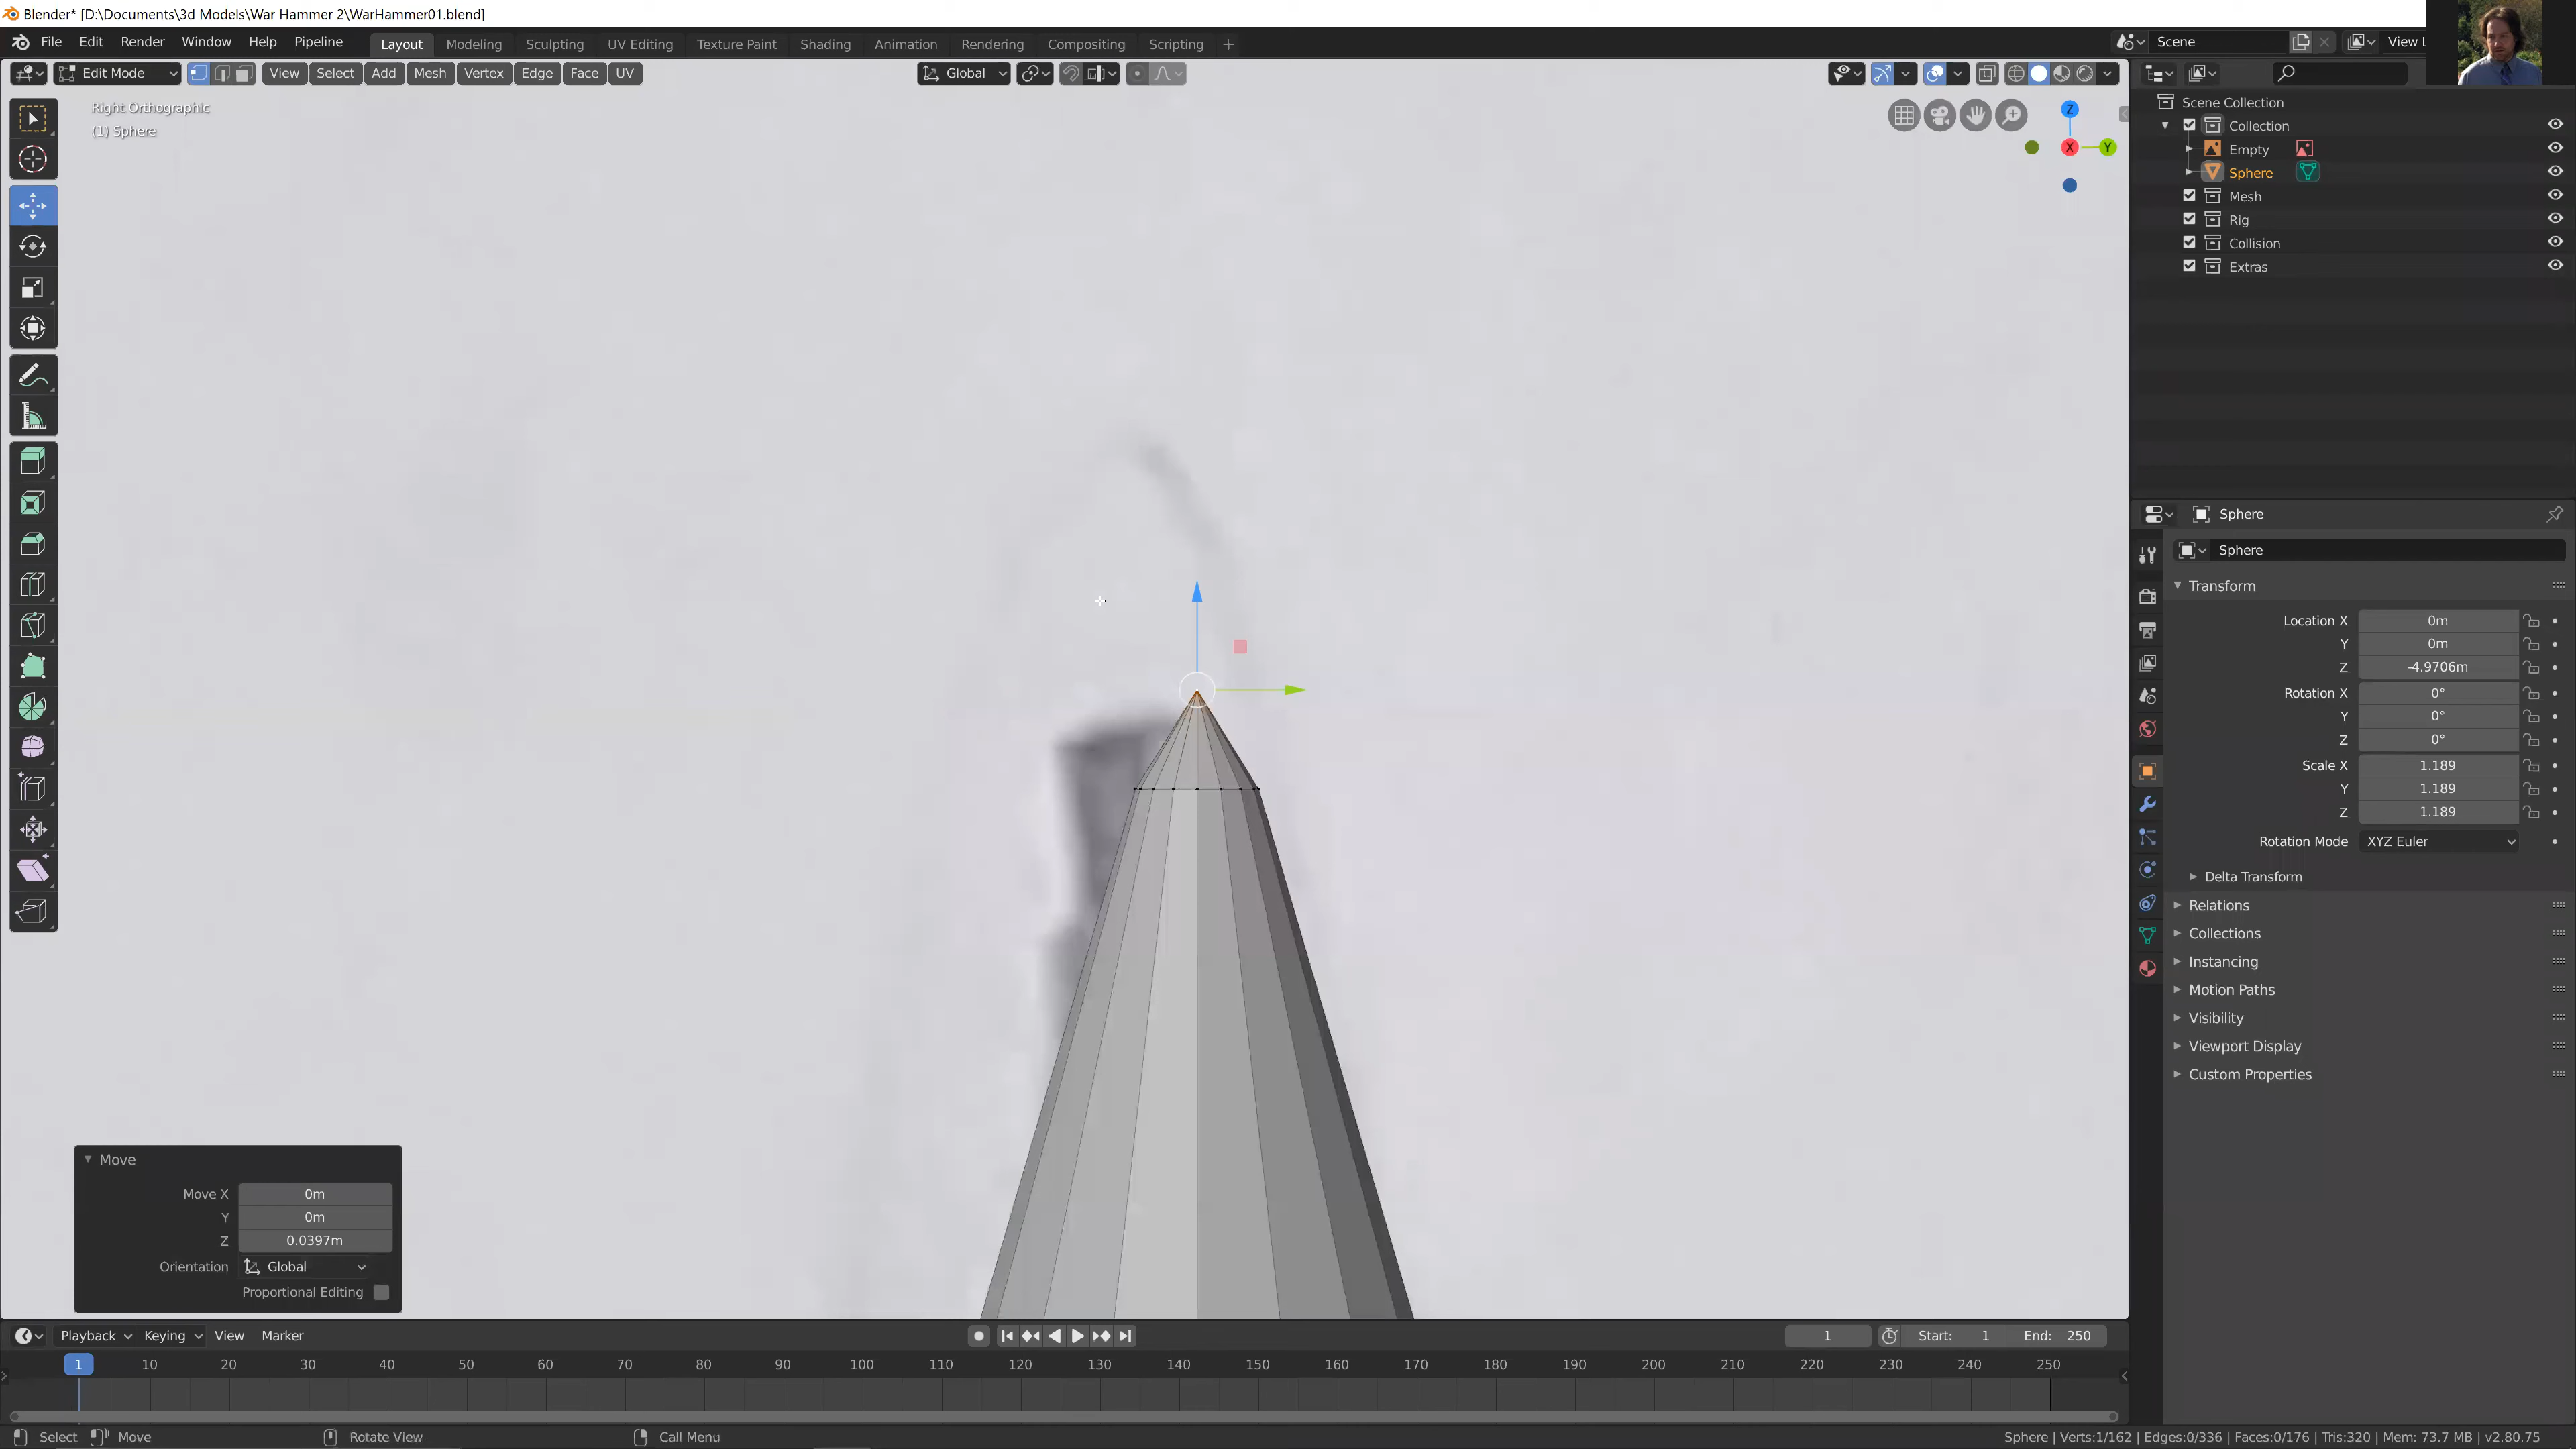 Blender* [D:\Documents\3d Models\War Hammer 2\WarHammer01.blend]
File Edit Render Window Help Pipeline Layout Modeling Sculpting UV Editing Texture Paint Shading Animation Rendering Compositing Scripting + Scene View L
Edit Mode View Select Add Mesh Vertex Edge Face UV Global
Right Orthographic
(1) Sphere
Z
X
Y
Scene Collection
Collection
Empty
Sphere
Mesh
Rig
Collision
Extras
Sphere
Sphere
Transform
Location X 0m
Y 0m
Z -4.9706m
Rotation X 0°
Y 0°
Z 0°
Scale X 1.189
Y 1.189
Z 1.189
Rotation Mode XYZ Euler
Delta Transform
Relations
Collections
Instancing
Motion Paths
Visibility
Viewport Display
Custom Properties
Move
Move X 0m
Y 0m
Z 0.0397m
Orientation Global
Proportional Editing
Playback Keying View Marker 1 Start: 1 End: 250
1 10 20 30 40 50 60 70 80 90 100 110 120 130 140 150 160 170 180 190 200 210 220 230 240 250
Select Move Rotate View Call Menu Sphere | Verts:1/162 | Edges:0/336 | Faces:0/176 | Tris:320 | Mem: 73.7 MB | v2.80.75